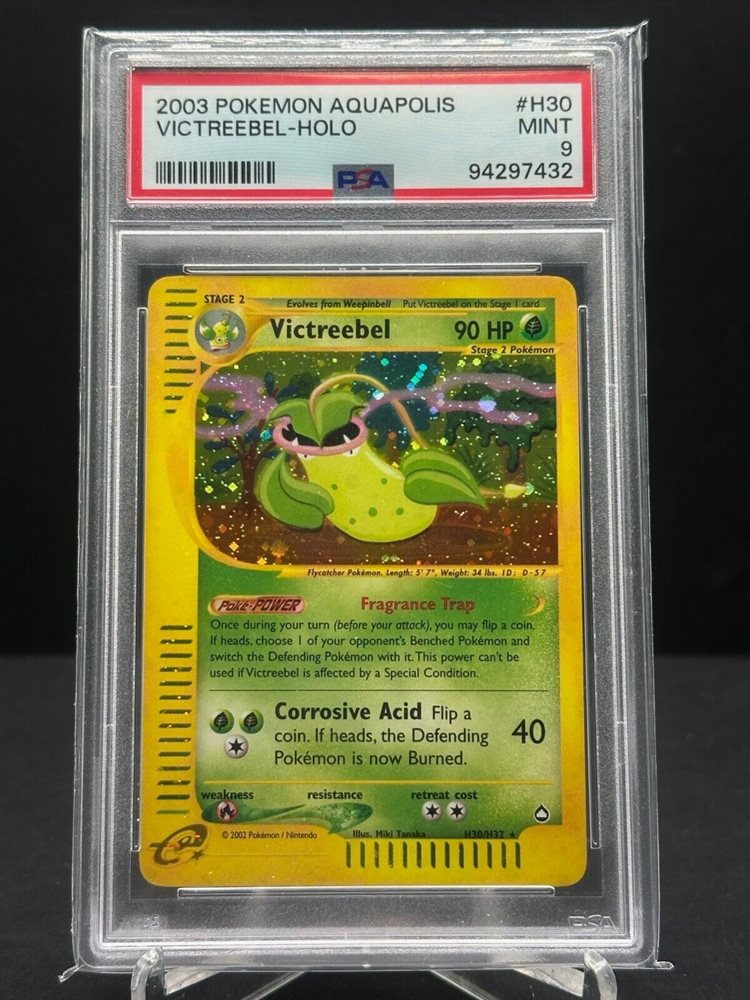 2003 POKEMON AQUAPOLIS #H30
VICTREEBEL-HOLO MINT
9
PSA 94297432
STAGE 2 Evolves from Weepinbell Put Victreebel on the Stage 1 card
Victreebel 90 HP
Stage 2 Pokémon
Flycatcher Pokémon. Length: 5' 7", Weight: 34 lbs. ID: D-57
Poké-POWER Fragrance Trap
Once during your turn (before your attack), you may flip a coin.
If heads, choose 1 of your opponent's Benched Pokémon and
switch the Defending Pokémon with it. This power can't be
used if Victreebel is affected by a Special Condition.
Corrosive Acid Flip a
coin. If heads, the Defending 40
Pokémon is now Burned.
weakness resistance retreat cost
© 2002 Pokémon / Nintendo Illus. Miki Tanaka H30/H32 ★
PSA